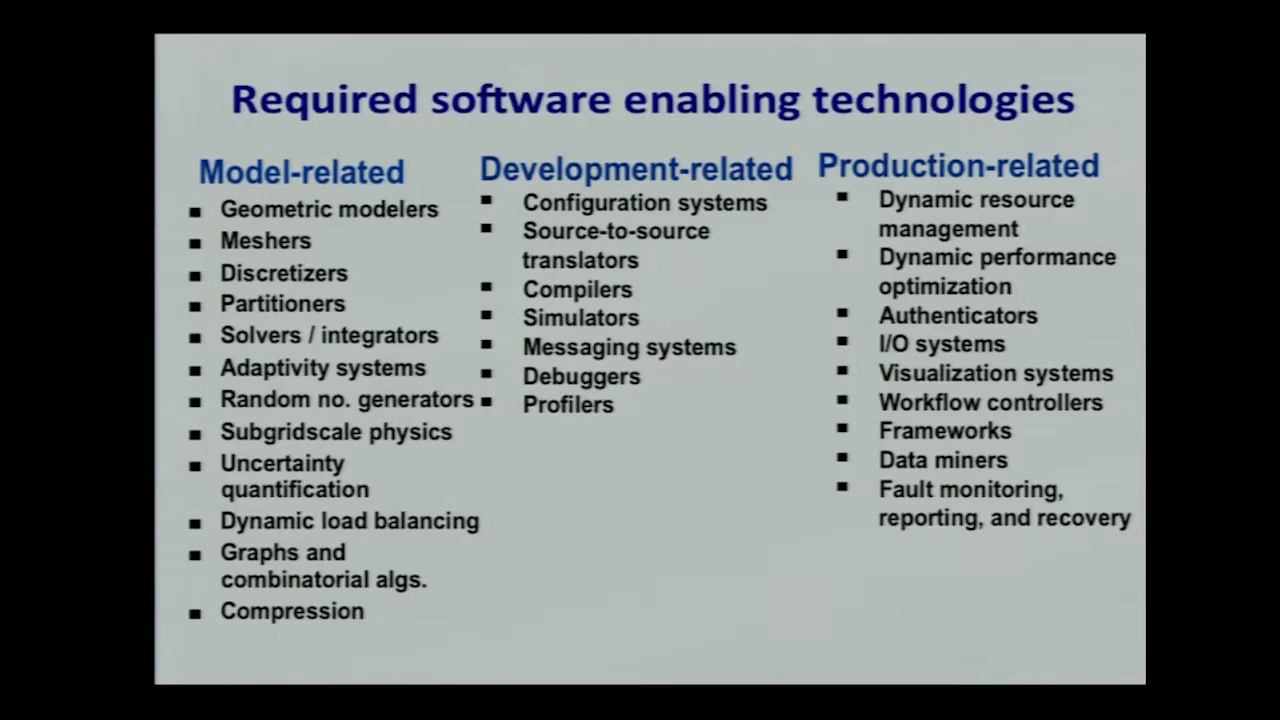 Required software enabling technologies
Model-related
Geometric modelers
Meshers
Discretizers
Partitioners
Solvers / integrators
Adaptivity systems
Random no. generators
Subgridscale physics
Uncertainty
quantification
Dynamic load balancing
Graphs and
combinatorial algs.
Compression
Development-related
Configuration systems
Source-to-source
translators
Compilers
Simulators
Messaging systems
Debuggers
Profilers
Production-related
Dynamic resource
management
Dynamic performance
optimization
Authenticators
I/O systems
Visualization systems
Workflow controllers
Frameworks
Data miners
Fault monitoring,
reporting, and recovery